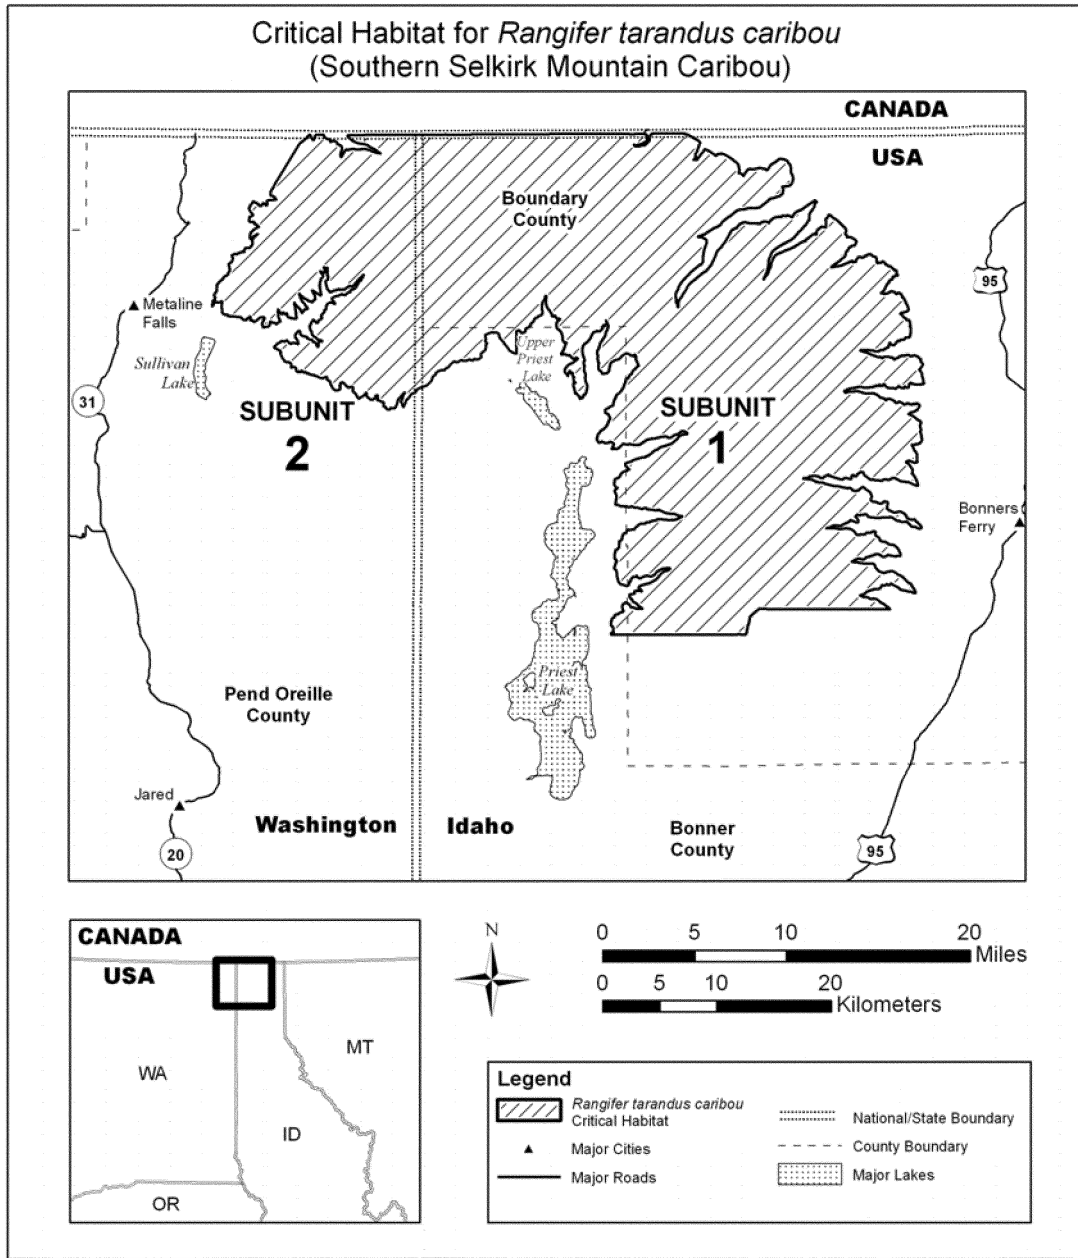 Critical Habitat for Rangifer tarandus caribou
(Southern Selkirk Mountain Caribou)
CANADA
USA
Boundary
County
95
Metaline
Falls
Sullivan
Lake
Upper
Priest
Lake
31
SUBUNIT
2
SUBUNIT
1
Bonners
Ferry
Priest
Lake
Pend Oreille
County
Jared
Washington
Idaho
Bonner
County
20
95
CANADA
USA
WA
MT
ID
OR
N
0 5 10 20
Miles
0 5 10 20
Kilometers
Legend
Rangifer tarandus caribou
Critical Habitat
Major Cities
Major Roads
National/State Boundary
County Boundary
Major Lakes